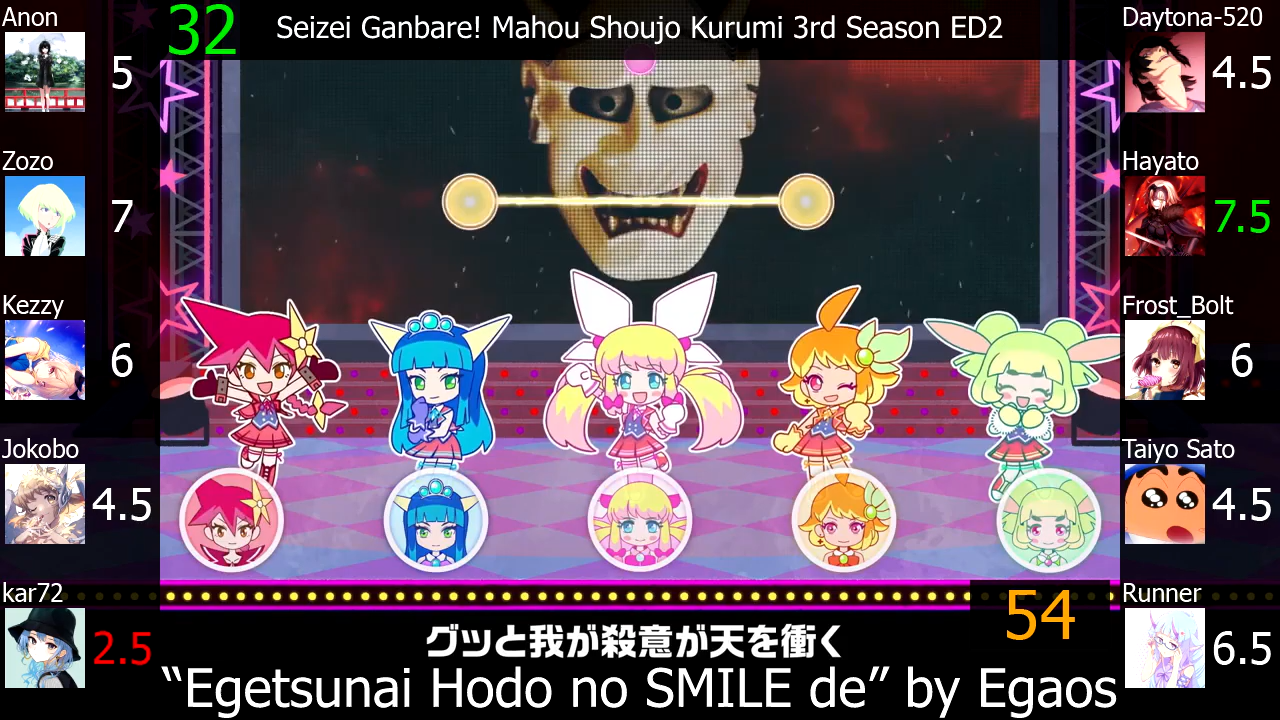 Anon
5
32
Seizei Ganbare! Mahou Shoujo Kurumi 3rd Season ED2
Daytona-520
4.5
Zozo
7
Hayato
7.5
Kezzy
6
Frost_Bolt
6
Jokobo
4.5
Taiyo Sato
4.5
kar72
2.5
54
Runner
6.5
グッと我が殺意が天を衝く
“Egetsunai Hodo no SMILE de” by Egaos